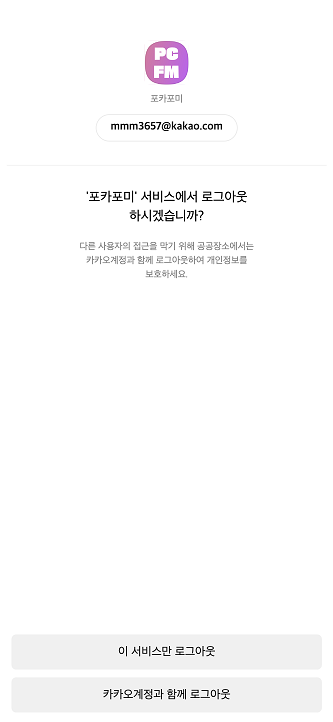 PC
FM
포카포미
mmm3657@kakao.com
'포카포미' 서비스에서 로그아웃
하시겠습니까?
다른 사용자의 접근을 막기 위해 공공장소에서는
카카오계정과 함께 로그아웃하여 개인정보를
보호하세요.
이 서비스만 로그아웃
카카오계정과 함께 로그아웃